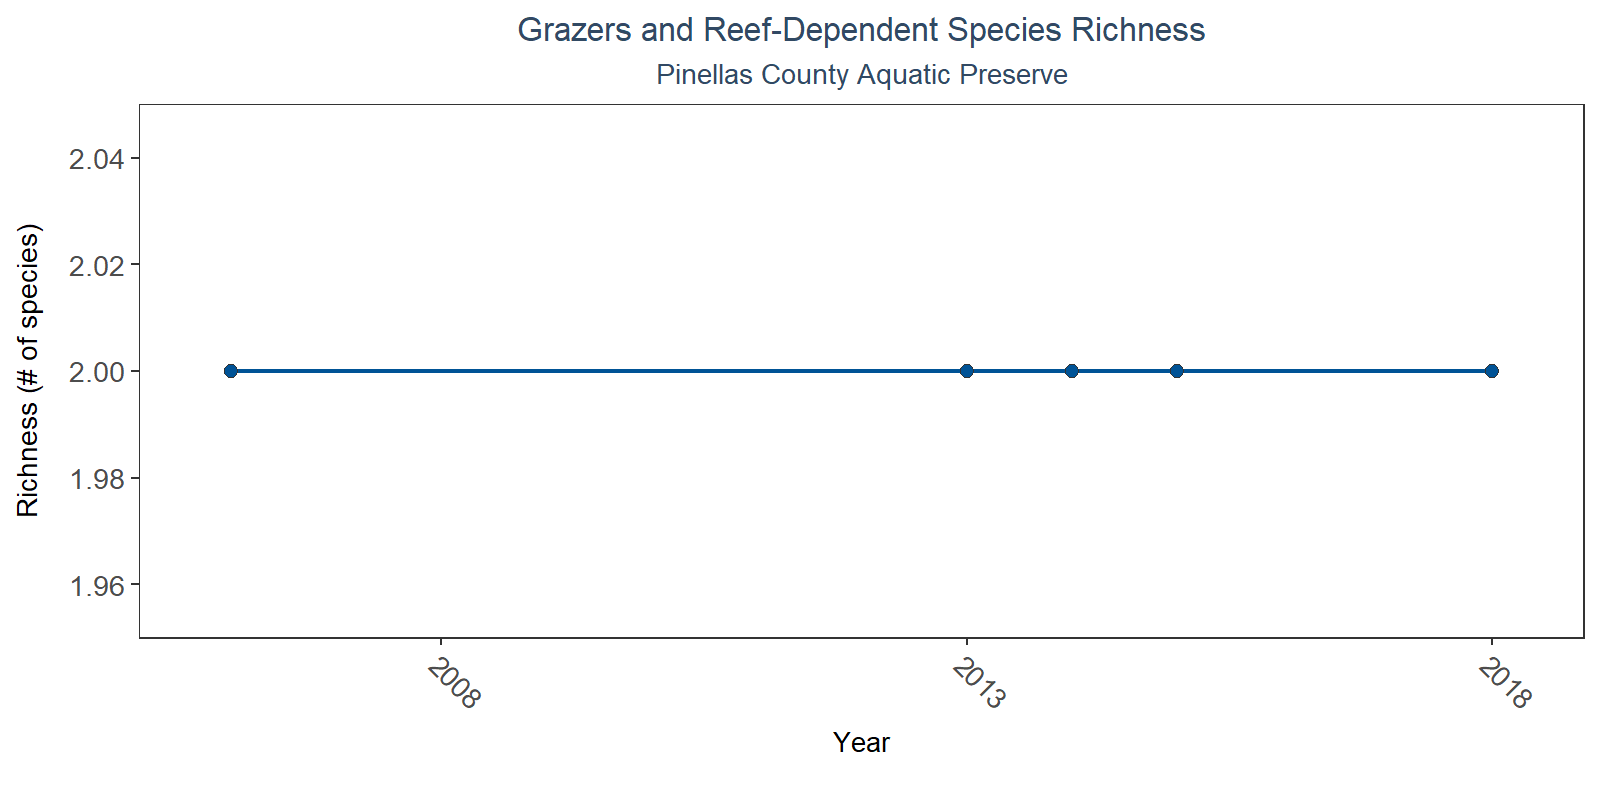 Grazers and Reef-Dependent Species Richness
Pinellas County Aquatic Preserve
Richness (# of species)
2.04
2.02
2.00
1.98
1.96
2008
2013
2018
Year